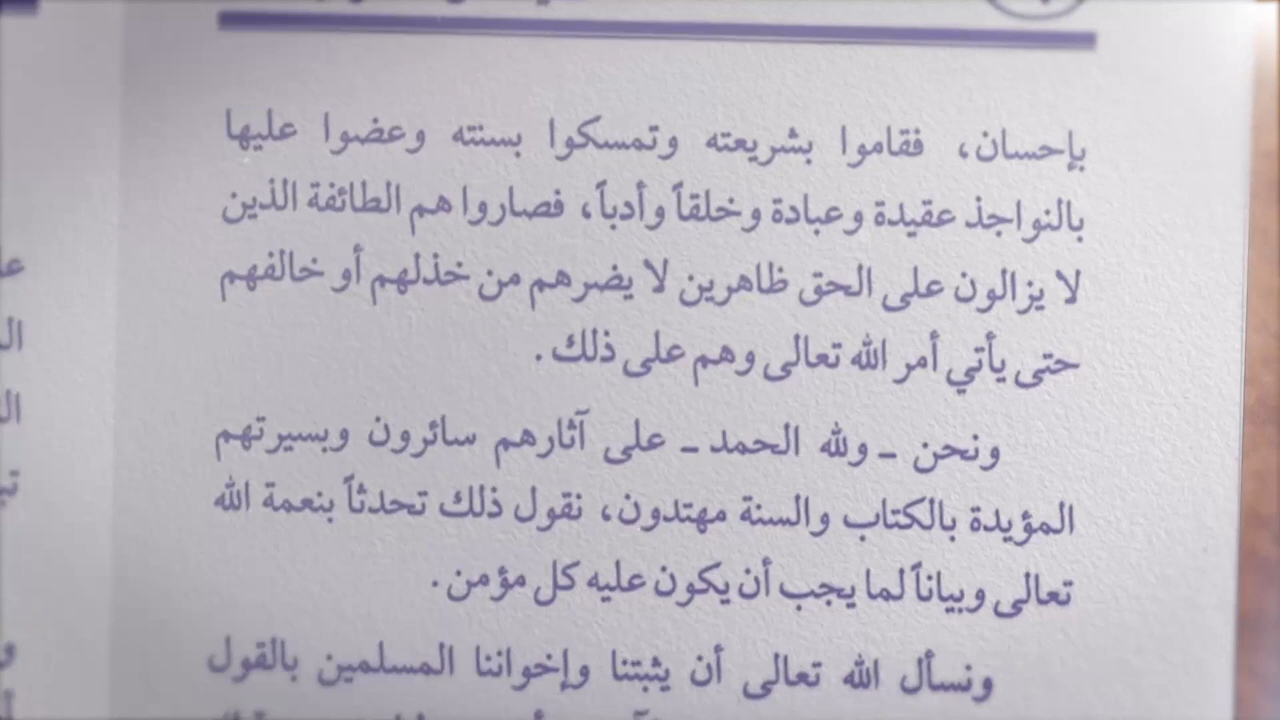 بإحسان، فقاموا بشريعته وتمسكوا بسنته وعضوا عليها
بالنواجذ عقيدة وعبادة وخلقاً وأدباً، فصاروا هم الطائفة الذين
لا يزالون على الحق ظاهرين لا يضرهم من خذلهم أو خالفهم
حتى يأتي أمر الله تعالى وهم على ذلك.
ونحن ـ ولله الحمد ـ على آثارهم سائرون وبسيرتهم
المؤيدة بالكتاب والسنة مهتدون، نقول ذلك تحدثاً بنعمة الله
تعالى وبياناً لما يجب أن يكون عليه كل مؤمن.
ونسأل الله تعالى أن يثبتنا وإخواننا المسلمين بالقول